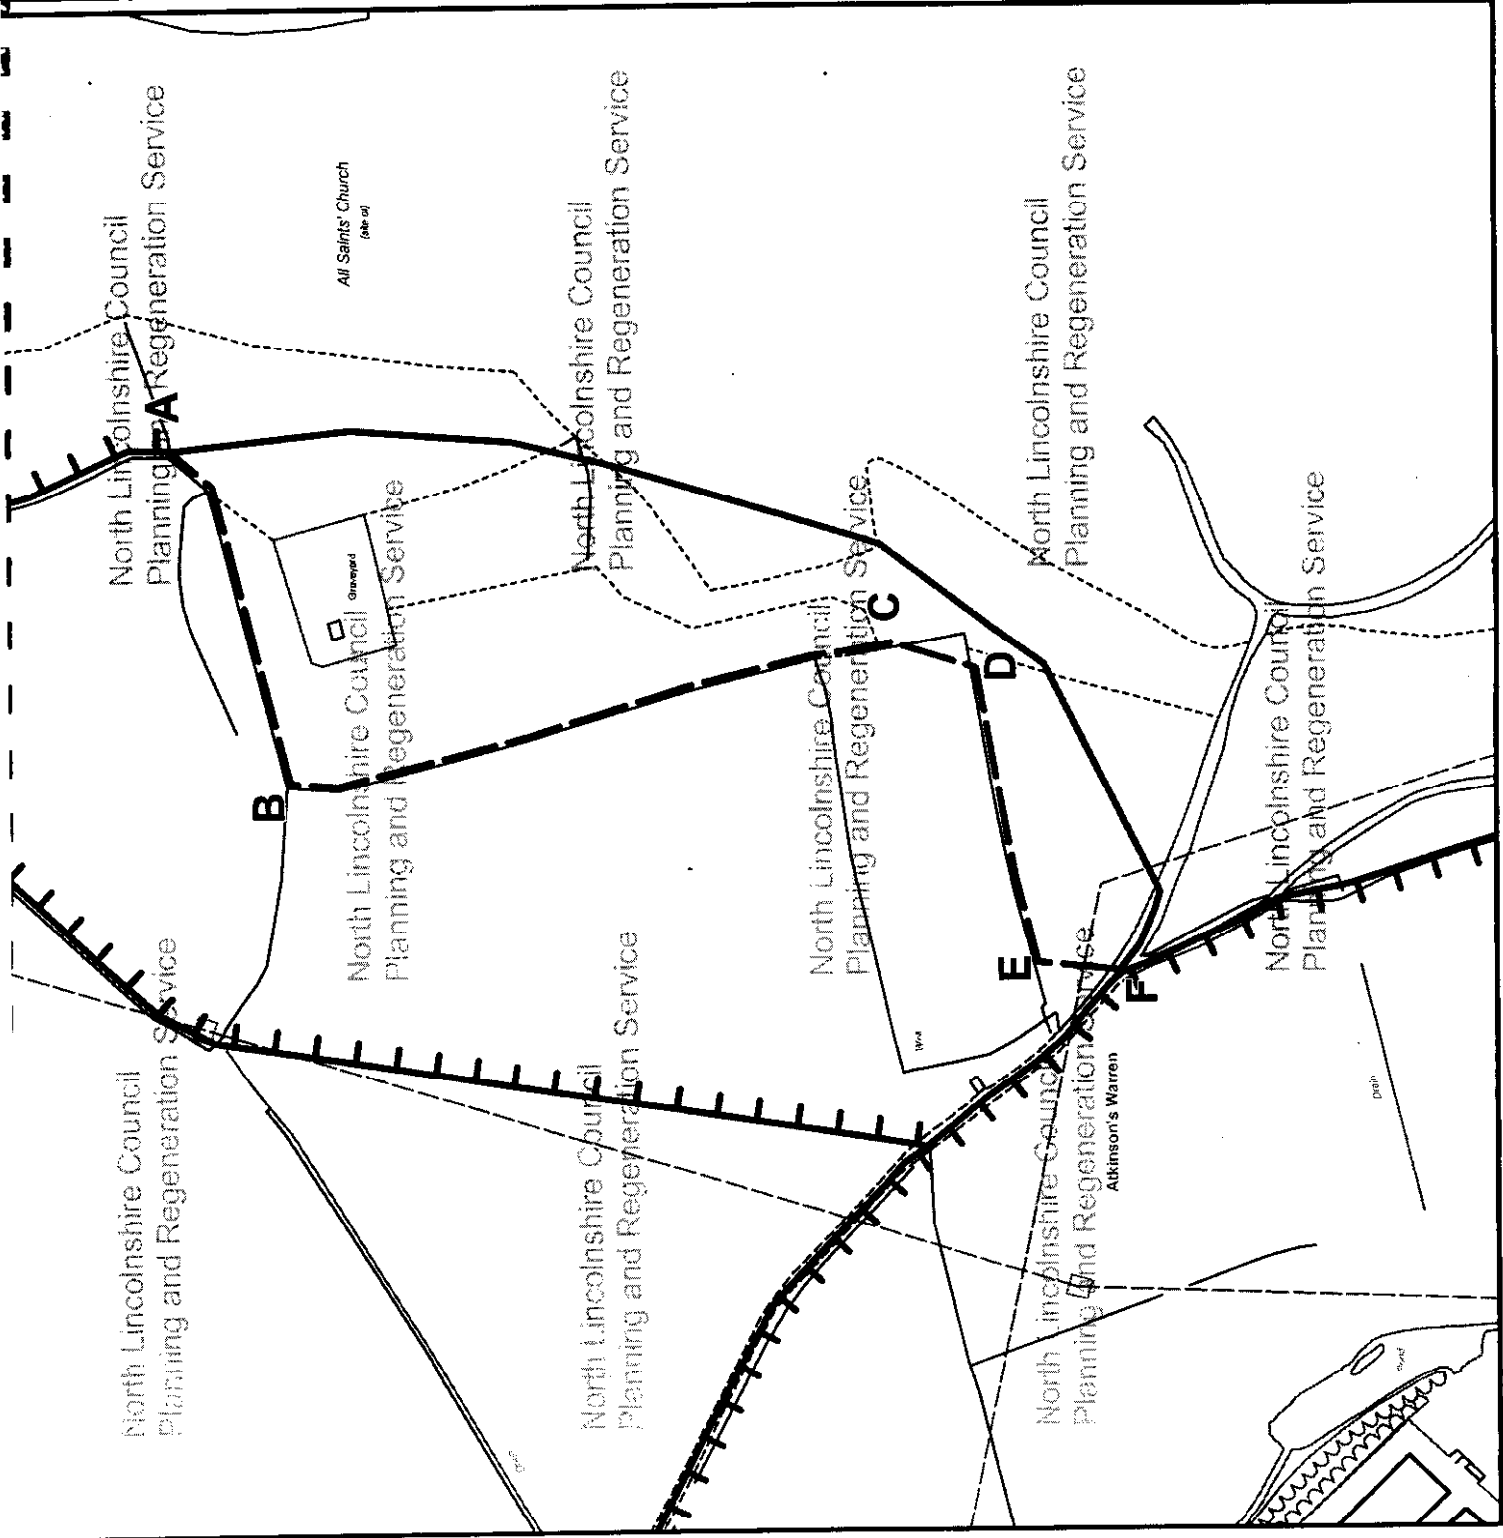 North Lincolnshire Council
Planning and Regeneration Service
North Lincolnshire Council
Planning and Regeneration Service
North Lincolnshire Council
Planning and Regeneration Service
All Saints' Church
(site of)
A
Graveyard
B
C
D
E
F
North Lincolnshire Council
Planning and Regeneration Service
North Lincolnshire Council
Planning and Regeneration Service
North Lincolnshire Council
Planning and Regeneration Service
North Lincolnshire Council
Planning and Regeneration Service
North Lincolnshire Council
Planning and Regeneration Service
North Lincolnshire Council
Planning and Regeneration Service
Atkinson's Warren
Drain